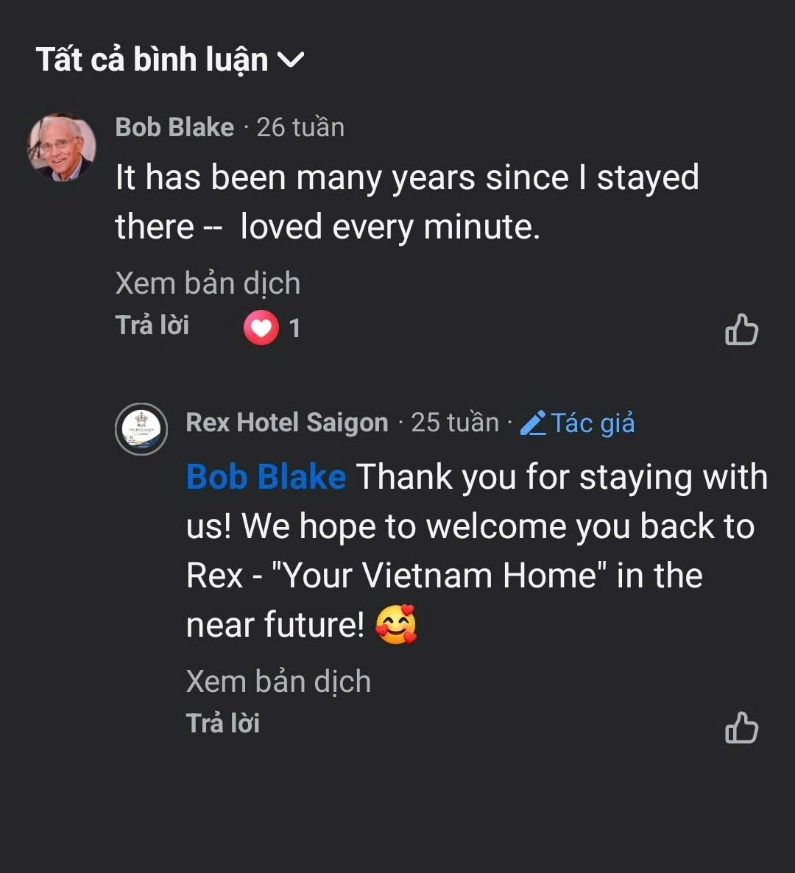 Tất cả bình luận
Bob Blake · 26 tuần
It has been many years since I stayed
there -- loved every minute.
Xem bản dịch
Trả lời 1
Rex Hotel Saigon · 25 tuần · Tác giả
Bob Blake Thank you for staying with
us! We hope to welcome you back to
Rex - "Your Vietnam Home" in the
near future! 🥰
Xem bản dịch
Trả lời